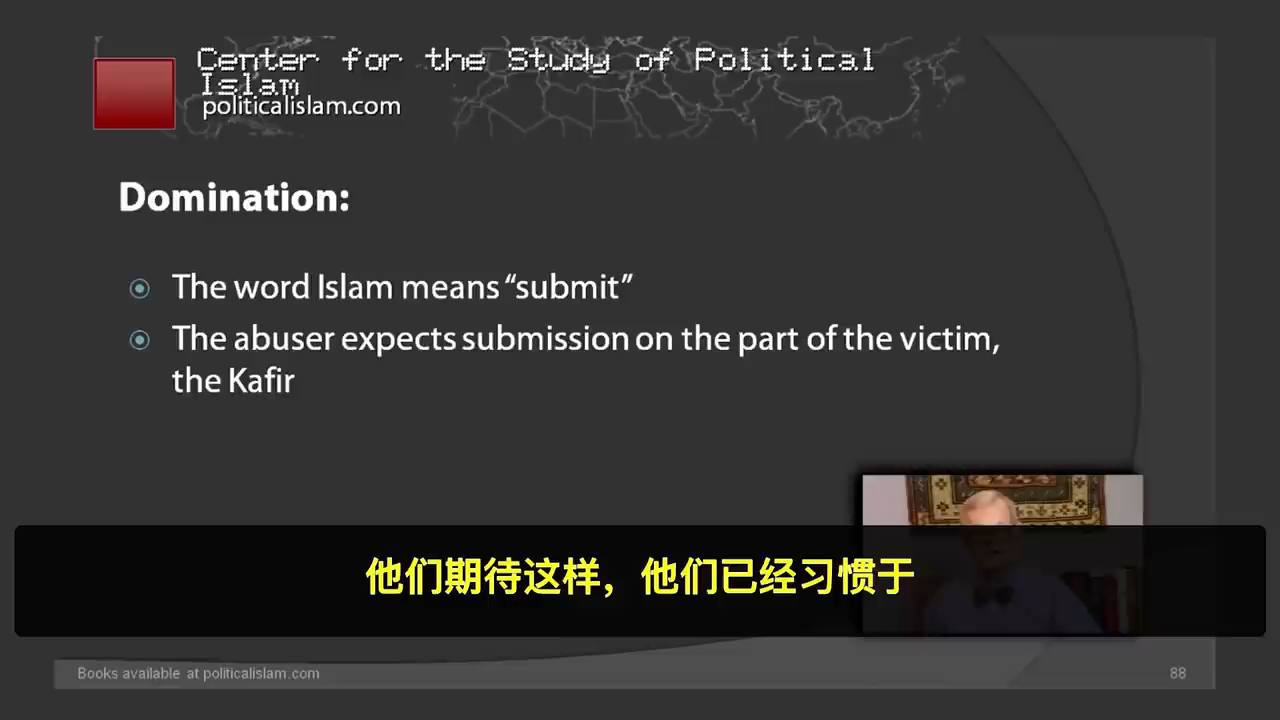 Center for the Study of Political
Islam
politicalislam.com
Domination:
The word Islam means “submit”
The abuser expects submission on the part of the victim,
the Kafir
他们期待这样，他们已经习惯于
Books available at politicalislam.com
88